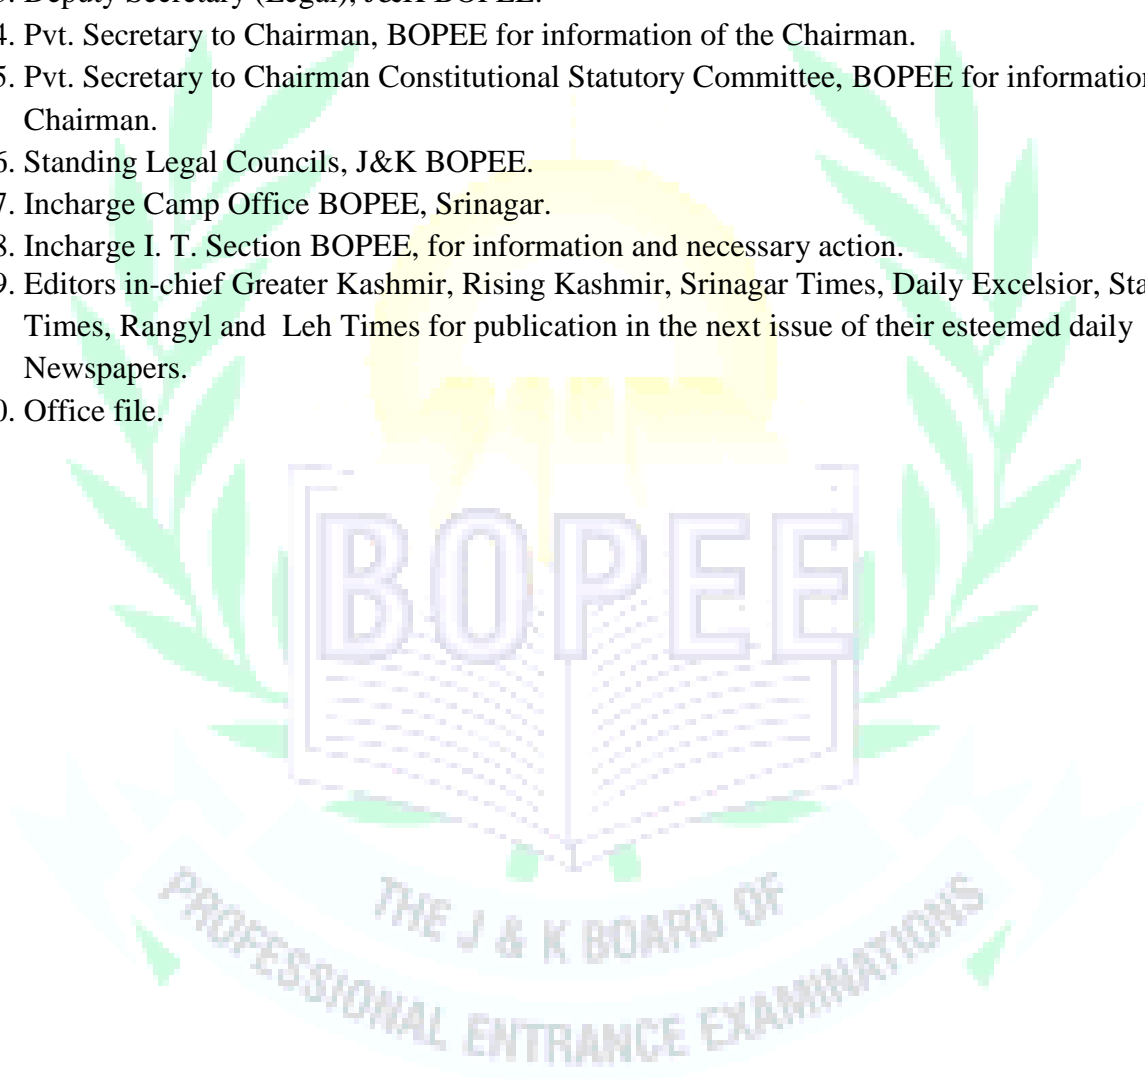 Deputy Secretary (Legal), J&K BOPEE.
4. Pvt. Secretary to Chairman, BOPEE for information of the Chairman.
5. Pvt. Secretary to Chairman Constitutional Statutory Committee, BOPEE for information
Chairman.
6. Standing Legal Councils, J&K BOPEE.
7. Incharge Camp Office BOPEE, Srinagar.
8. Incharge I. T. Section BOPEE, for information and necessary action.
9. Editors in-chief Greater Kashmir, Rising Kashmir, Srinagar Times, Daily Excelsior, Sta
Times, Rangyl and Leh Times for publication in the next issue of their esteemed daily
Newspapers.
0. Office file.
BOPEE
THE J & K BOARD OF
PROFESSIONAL ENTRANCE EXAMINATIONS